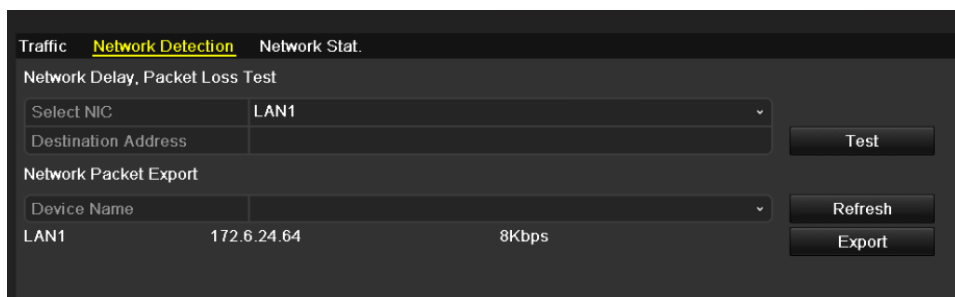 Traffic Network Detection Network Stat.
Network Delay, Packet Loss Test
Select NIC LAN1
Destination Address Test
Network Packet Export
Device Name Refresh
LAN1 172.6.24.64 8Kbps Export